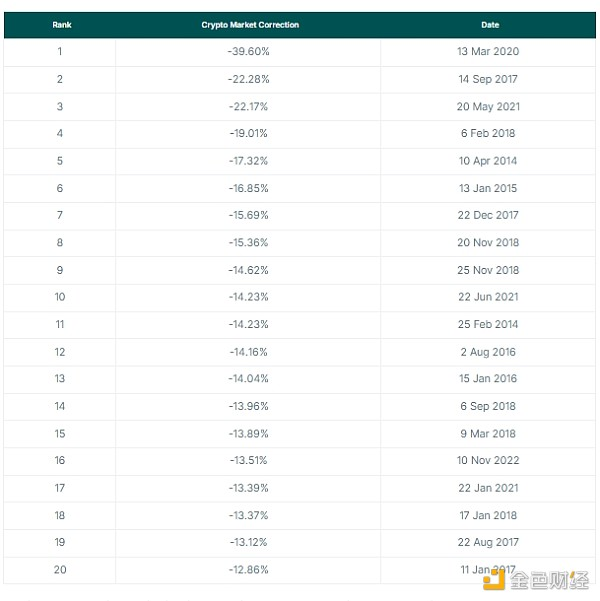 Rank Crypto Market Correction Date
1 -39.60% 13 Mar 2020
2 -22.28% 14 Sep 2017
3 -22.17% 20 May 2021
4 -19.01% 6 Feb 2018
5 -17.32% 10 Apr 2014
6 -16.85% 13 Jan 2015
7 -15.69% 22 Dec 2017
8 -15.36% 20 Nov 2018
9 -14.62% 25 Nov 2018
10 -14.23% 22 Jun 2021
11 -14.23% 25 Feb 2014
12 -14.16% 2 Aug 2016
13 -14.04% 15 Jan 2016
14 -13.96% 6 Sep 2018
15 -13.89% 9 Mar 2018
16 -13.51% 10 Nov 2022
17 -13.39% 22 Jan 2021
18 -13.37% 17 Jan 2018
19 -13.12% 22 Aug 2017
20 -12.86% 11 Jan 2017
金色财经